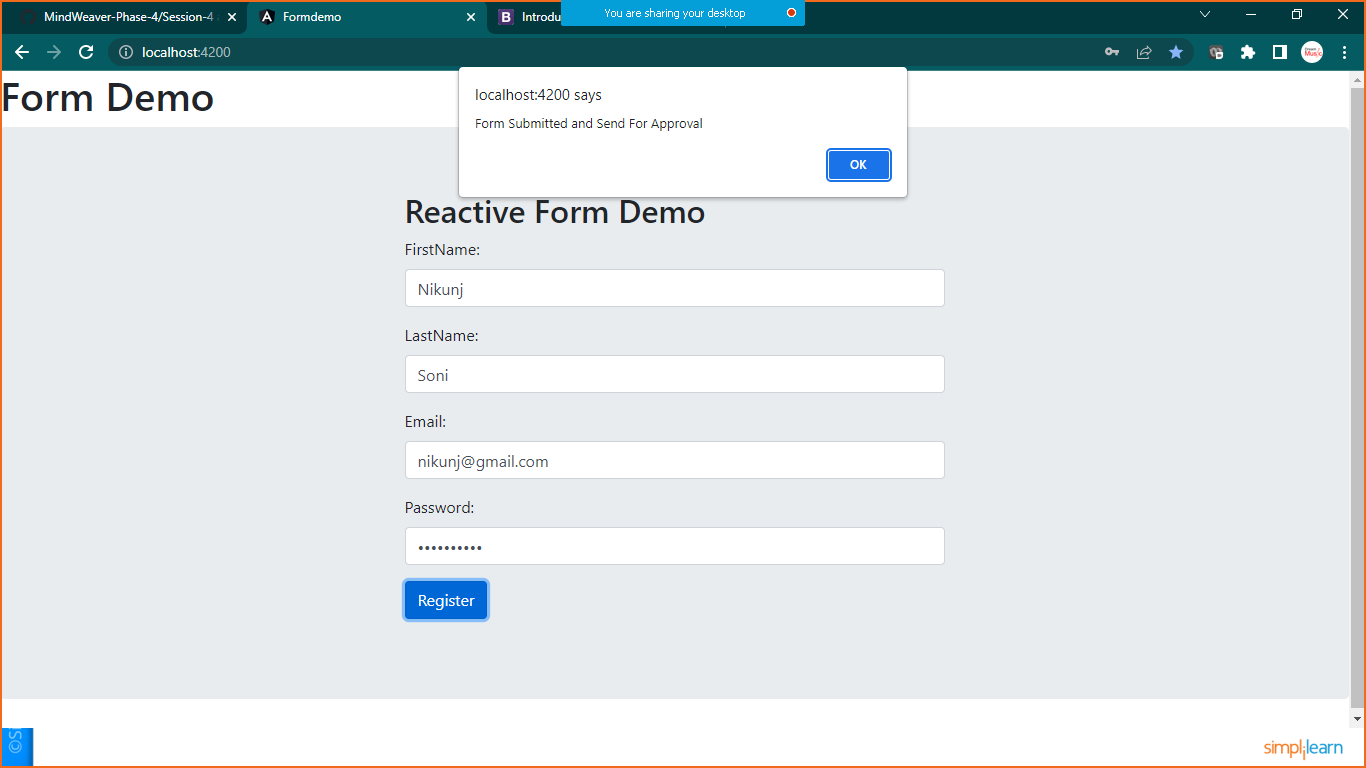 MindWeaver-Phase-4/Session-4
Formdemo
Introdu
You are sharing your desktop
localhost:4200
Form Demo
localhost:4200 says
Form Submitted and Send For Approval
OK
Reactive Form Demo
FirstName:
Nikunj
LastName:
Soni
Email:
nikunj@gmail.com
Password:
••••••••••
Register
©S
simplilearn